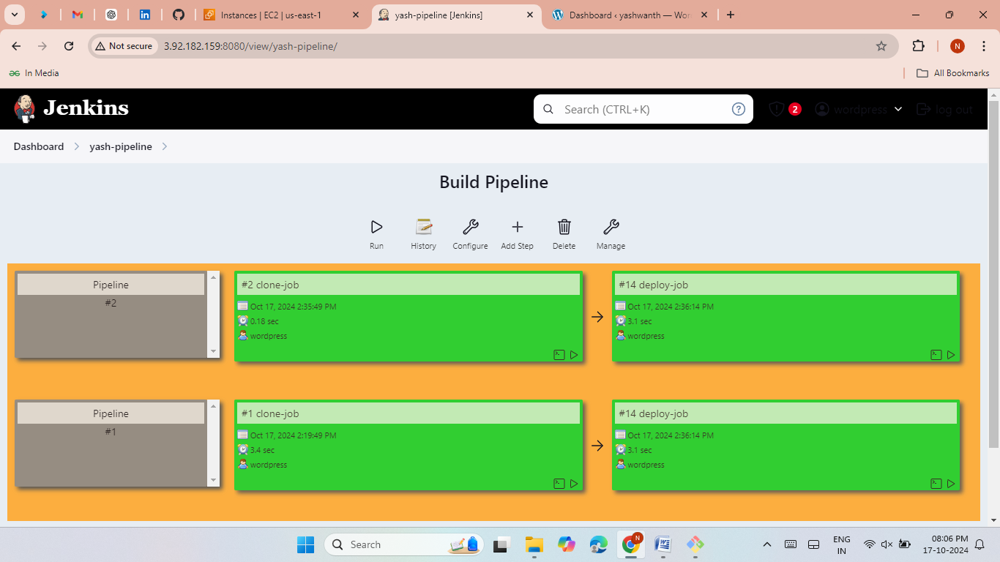 Instances | EC2 | us-east-1
yash-pipeline [Jenkins]
Dashboard ‹ yashwanth — Wor
Not secure
3.92.182.159:8080/view/yash-pipeline/
N
In Media
All Bookmarks
Jenkins
Search (CTRL+K)
?
2
wordpress
log out
Dashboard
yash-pipeline
Build Pipeline
Run
History
Configure
Add Step
Delete
Manage
Pipeline
#2
#2 clone-job
Oct 17, 2024 2:35:49 PM
0.18 sec
wordpress
#14 deploy-job
Oct 17, 2024 2:36:14 PM
3.1 sec
wordpress
Pipeline
#1
#1 clone-job
Oct 17, 2024 2:19:49 PM
3.4 sec
wordpress
#14 deploy-job
Oct 17, 2024 2:36:14 PM
3.1 sec
wordpress
Search
N
ENG
IN
08:06 PM
17-10-2024